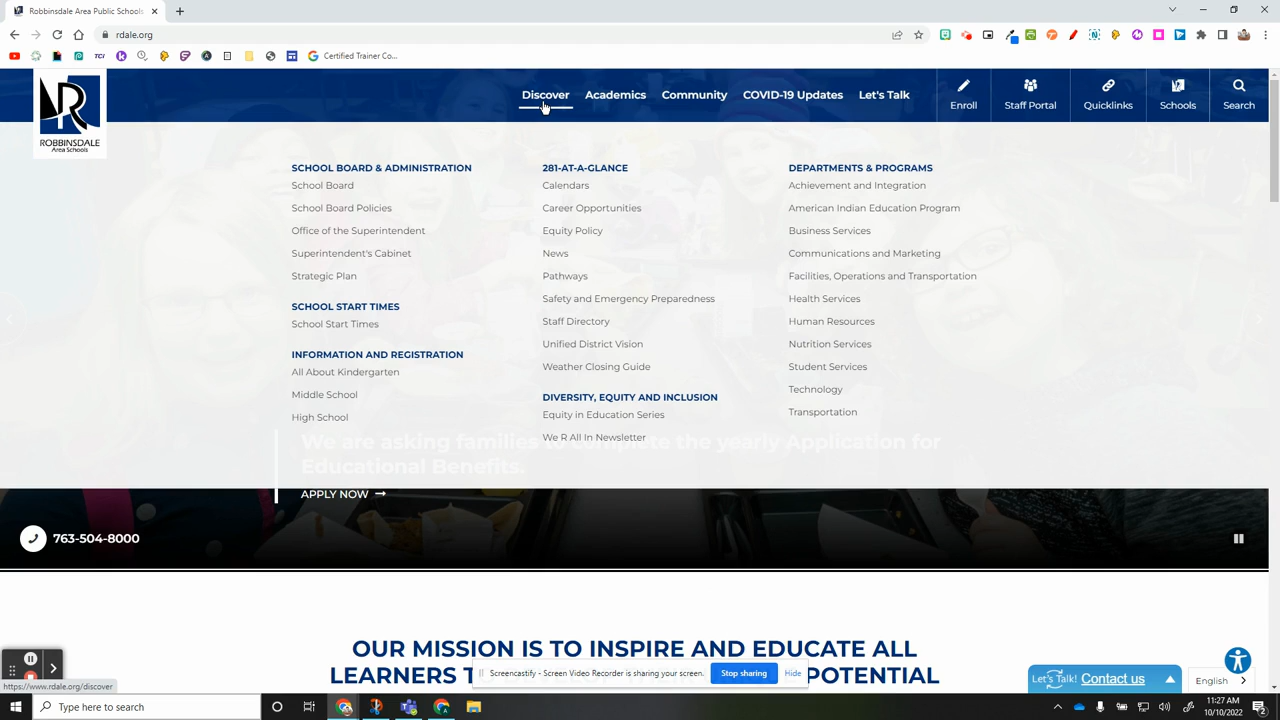 Robbinsdale Area Public Schools
rdale.org
TCI
Certified Trainer Co...
ROBBINSDALE
Area Schools
Discover
Academics
Community
COVID-19 Updates
Let's Talk
Enroll
Staff Portal
Quicklinks
Schools
Search
SCHOOL BOARD & ADMINISTRATION
School Board
School Board Policies
Office of the Superintendent
Superintendent's Cabinet
Strategic Plan
SCHOOL START TIMES
School Start Times
INFORMATION AND REGISTRATION
All About Kindergarten
Middle School
High School
281-AT-A-GLANCE
Calendars
Career Opportunities
Equity Policy
News
Pathways
Safety and Emergency Preparedness
Staff Directory
Unified District Vision
Weather Closing Guide
DIVERSITY, EQUITY AND INCLUSION
Equity in Education Series
We R All In Newsletter
DEPARTMENTS & PROGRAMS
Achievement and Integration
American Indian Education Program
Business Services
Communications and Marketing
Facilities, Operations and Transportation
Health Services
Human Resources
Nutrition Services
Student Services
Technology
Transportation
We are asking families to complete the yearly Application for
Educational Benefits.
APPLY NOW
763-504-8000
OUR MISSION IS TO INSPIRE AND EDUCATE ALL
LEARNERS T
POTENTIAL
Screencastify - Screen Video Recorder is sharing your screen.
Stop sharing
Hide
Let's Talk! Contact us
English
https://www.rdale.org/discover
Type here to search
11:27 AM
10/10/2022
2